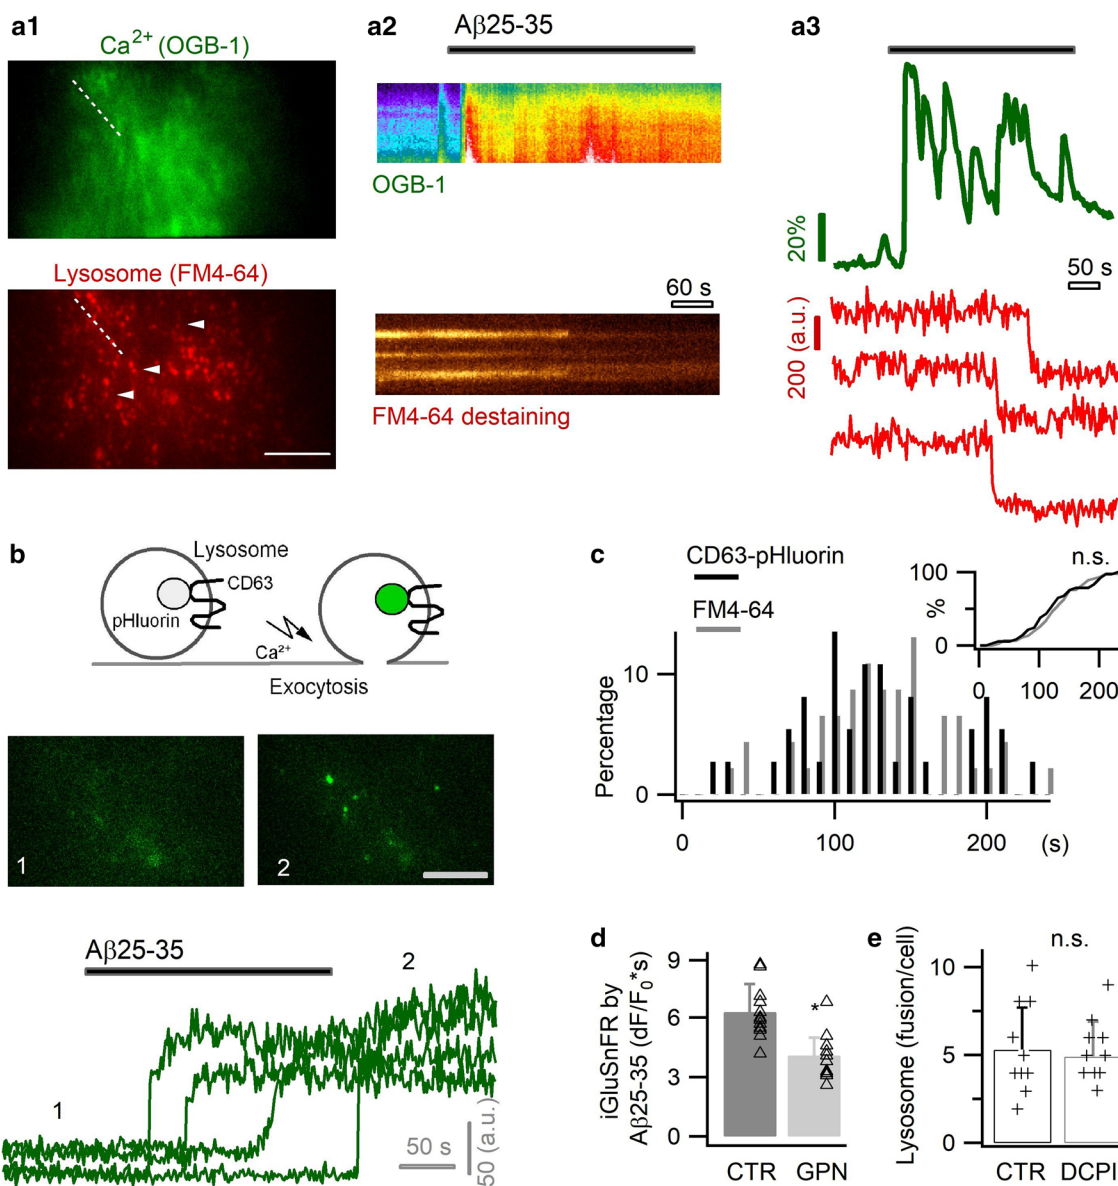 a1
Ca²⁺ (OGB-1)
Lysosome (FM4-64)
a2
Aβ25-35
OGB-1
60 s
FM4-64 destaining
a3
20%
50 s
200 (a.u.)
b
Lysosome
CD63
pHluorin
Ca²⁺
Exocytosis
1
2
Aβ25-35
2
1
50 s
50 (a.u.)
c
CD63-pHluorin
FM4-64
n.s.
100
%
0
0 100 200
10
Percentage
0
0 100 200 (s)
d
9
6
3
0
iGluSnFR by
Aβ25-35 (dF/F₀*s)
*
CTR GPN
e
n.s.
10
5
0
Lysosome (fusion/cell)
CTR DCPI